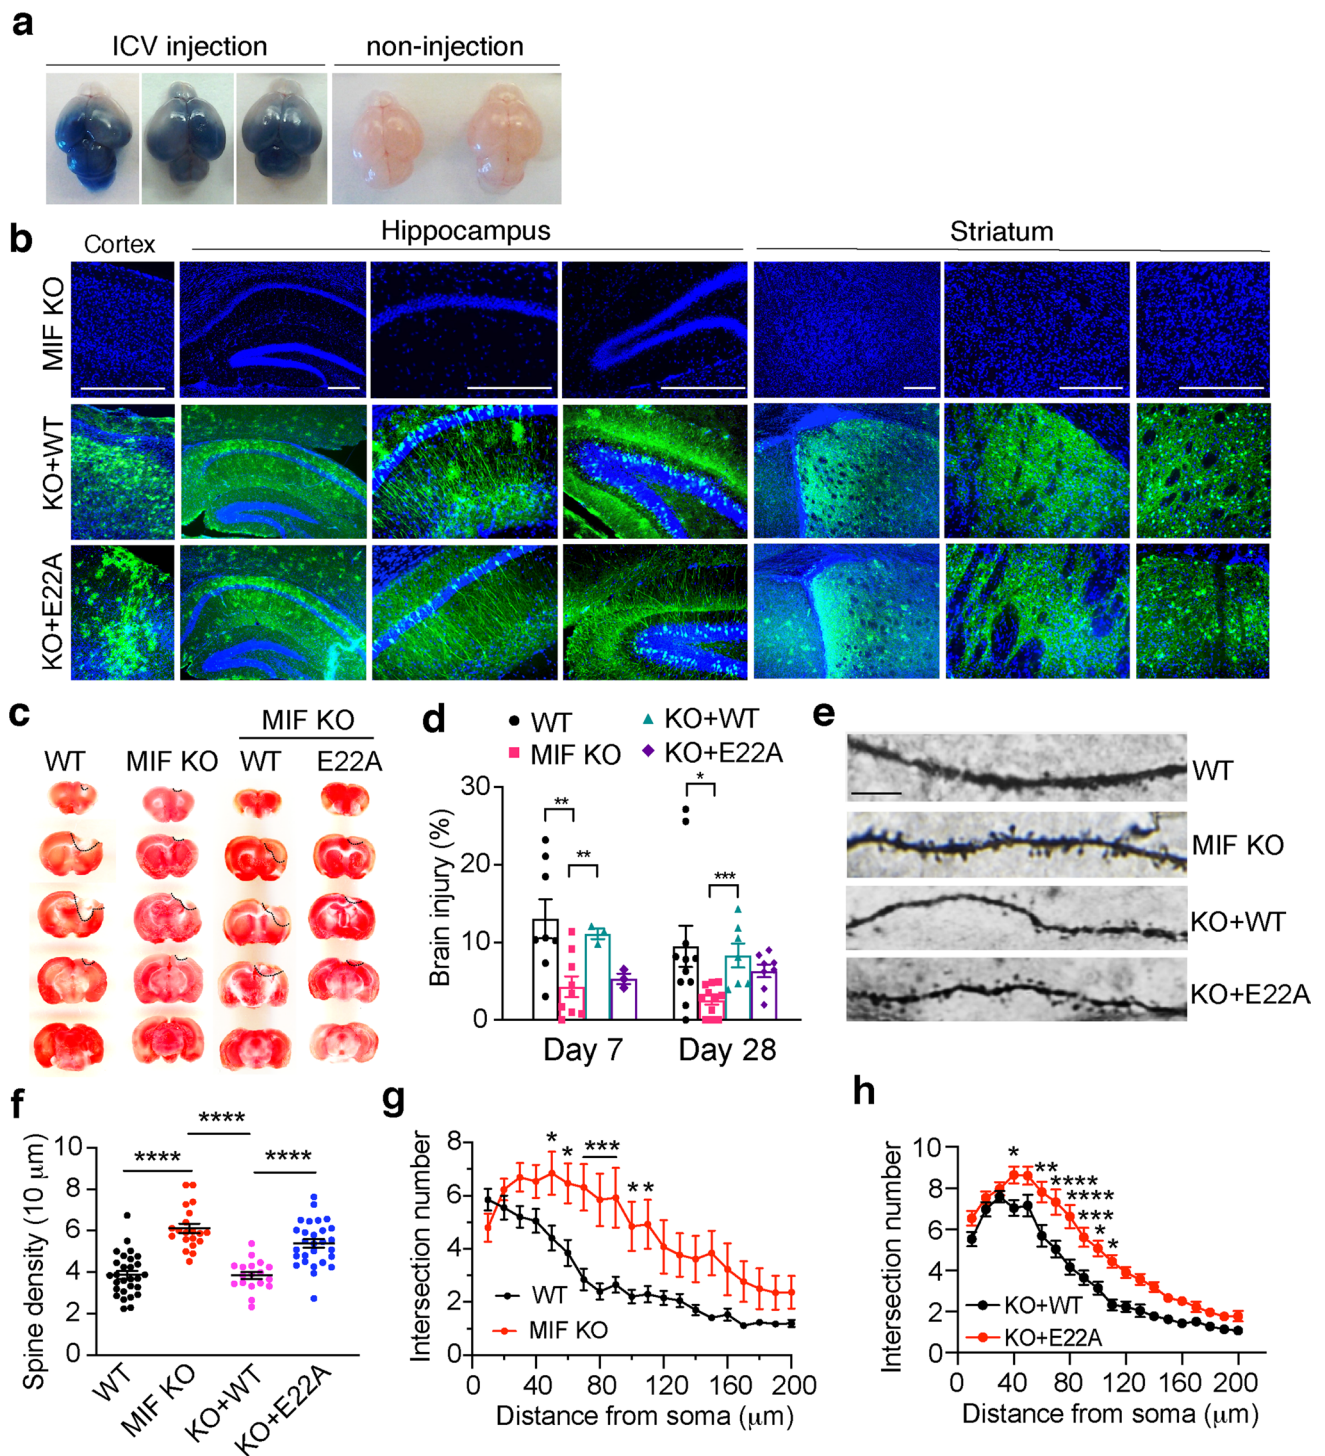 a
ICV injection
non-injection
b
Cortex
Hippocampus
Striatum
MIF KO
KO+WT
KO+E22A
c
MIF KO
WT
MIF KO
WT
E22A
d
WT
KO+WT
MIF KO
KO+E22A
Brain injury (%)
30
20
10
0
**
**
*
***
Day 7
Day 28
e
WT
MIF KO
KO+WT
KO+E22A
f
Spine density (10 μm)
10
8
6
4
2
0
****
****
****
WT
MIF KO
KO+WT
KO+E22A
g
Intersection number
8
6
4
2
0
*
*
***
**
WT
MIF KO
0
40
80
120
160
200
Distance from soma (μm)
h
Intersection number
10
8
6
4
2
0
*
**
****
****
***
*
*
KO+WT
KO+E22A
0
40
80
120
160
200
Distance from soma (μm)